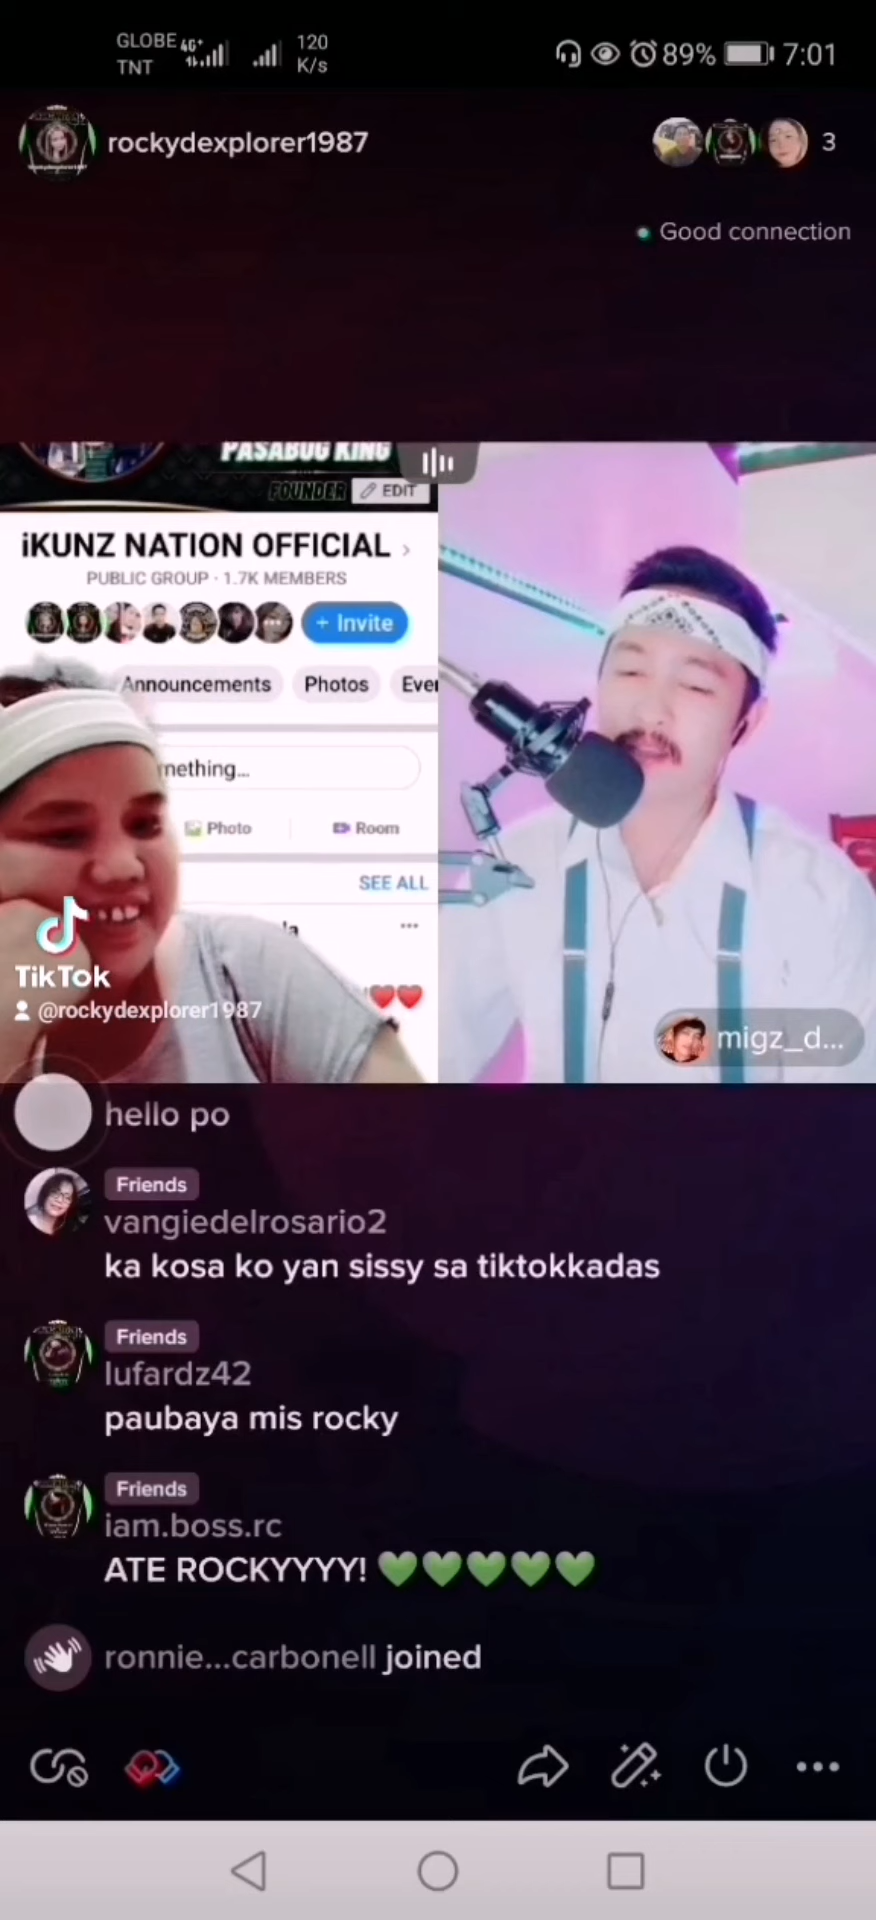 GLOBE 4G+
TNT
120
K/s
89%
7:01
rockydexplorer1987
3
Good connection
PASABUG KING
FOUNDER
EDIT
iKUNZ NATION OFFICIAL >
PUBLIC GROUP · 1.7K MEMBERS
+ Invite
Announcements
Photos
Eve
mething...
Photo
Room
SEE ALL
TikTok
@rockydexplorer1987
migz_d...
hello po
Friends
vangiedelrosario2
ka kosa ko yan sissy sa tiktokkadas
Friends
lufardz42
paubaya mis rocky
Friends
iam.boss.rc
ATE ROCKYYYY! 💚💚💚💚💚
ronnie...carbonell joined